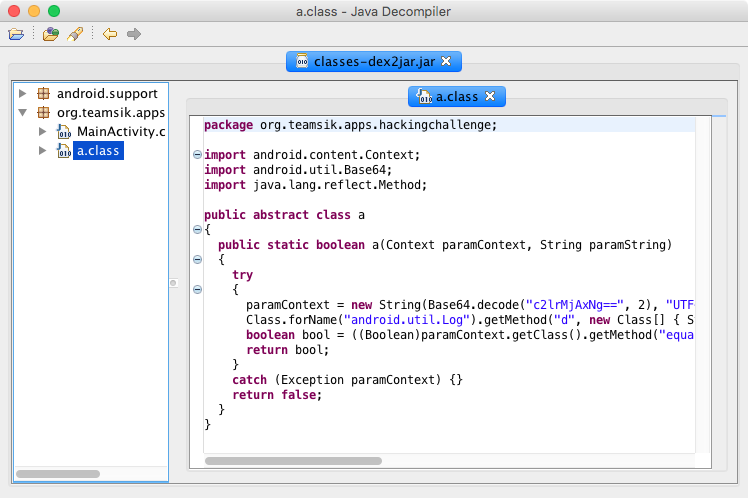 a.class - Java Decompiler
classes-dex2jar.jar
android.support
org.teamsik.apps
MainActivity.c
a.class
a.class
package org.teamsik.apps.hackingchallenge;
import android.content.Context;
import android.util.Base64;
import java.lang.reflect.Method;
public abstract class a
{
public static boolean a(Context paramContext, String paramString)
{
try
{
paramContext = new String(Base64.decode("c2lrMjAxNg==", 2), "UTF
Class.forName("android.util.Log").getMethod("d", new Class[] { S
boolean bool = ((Boolean)paramContext.getClass().getMethod("equa
return bool;
}
catch (Exception paramContext) {}
return false;
}
}